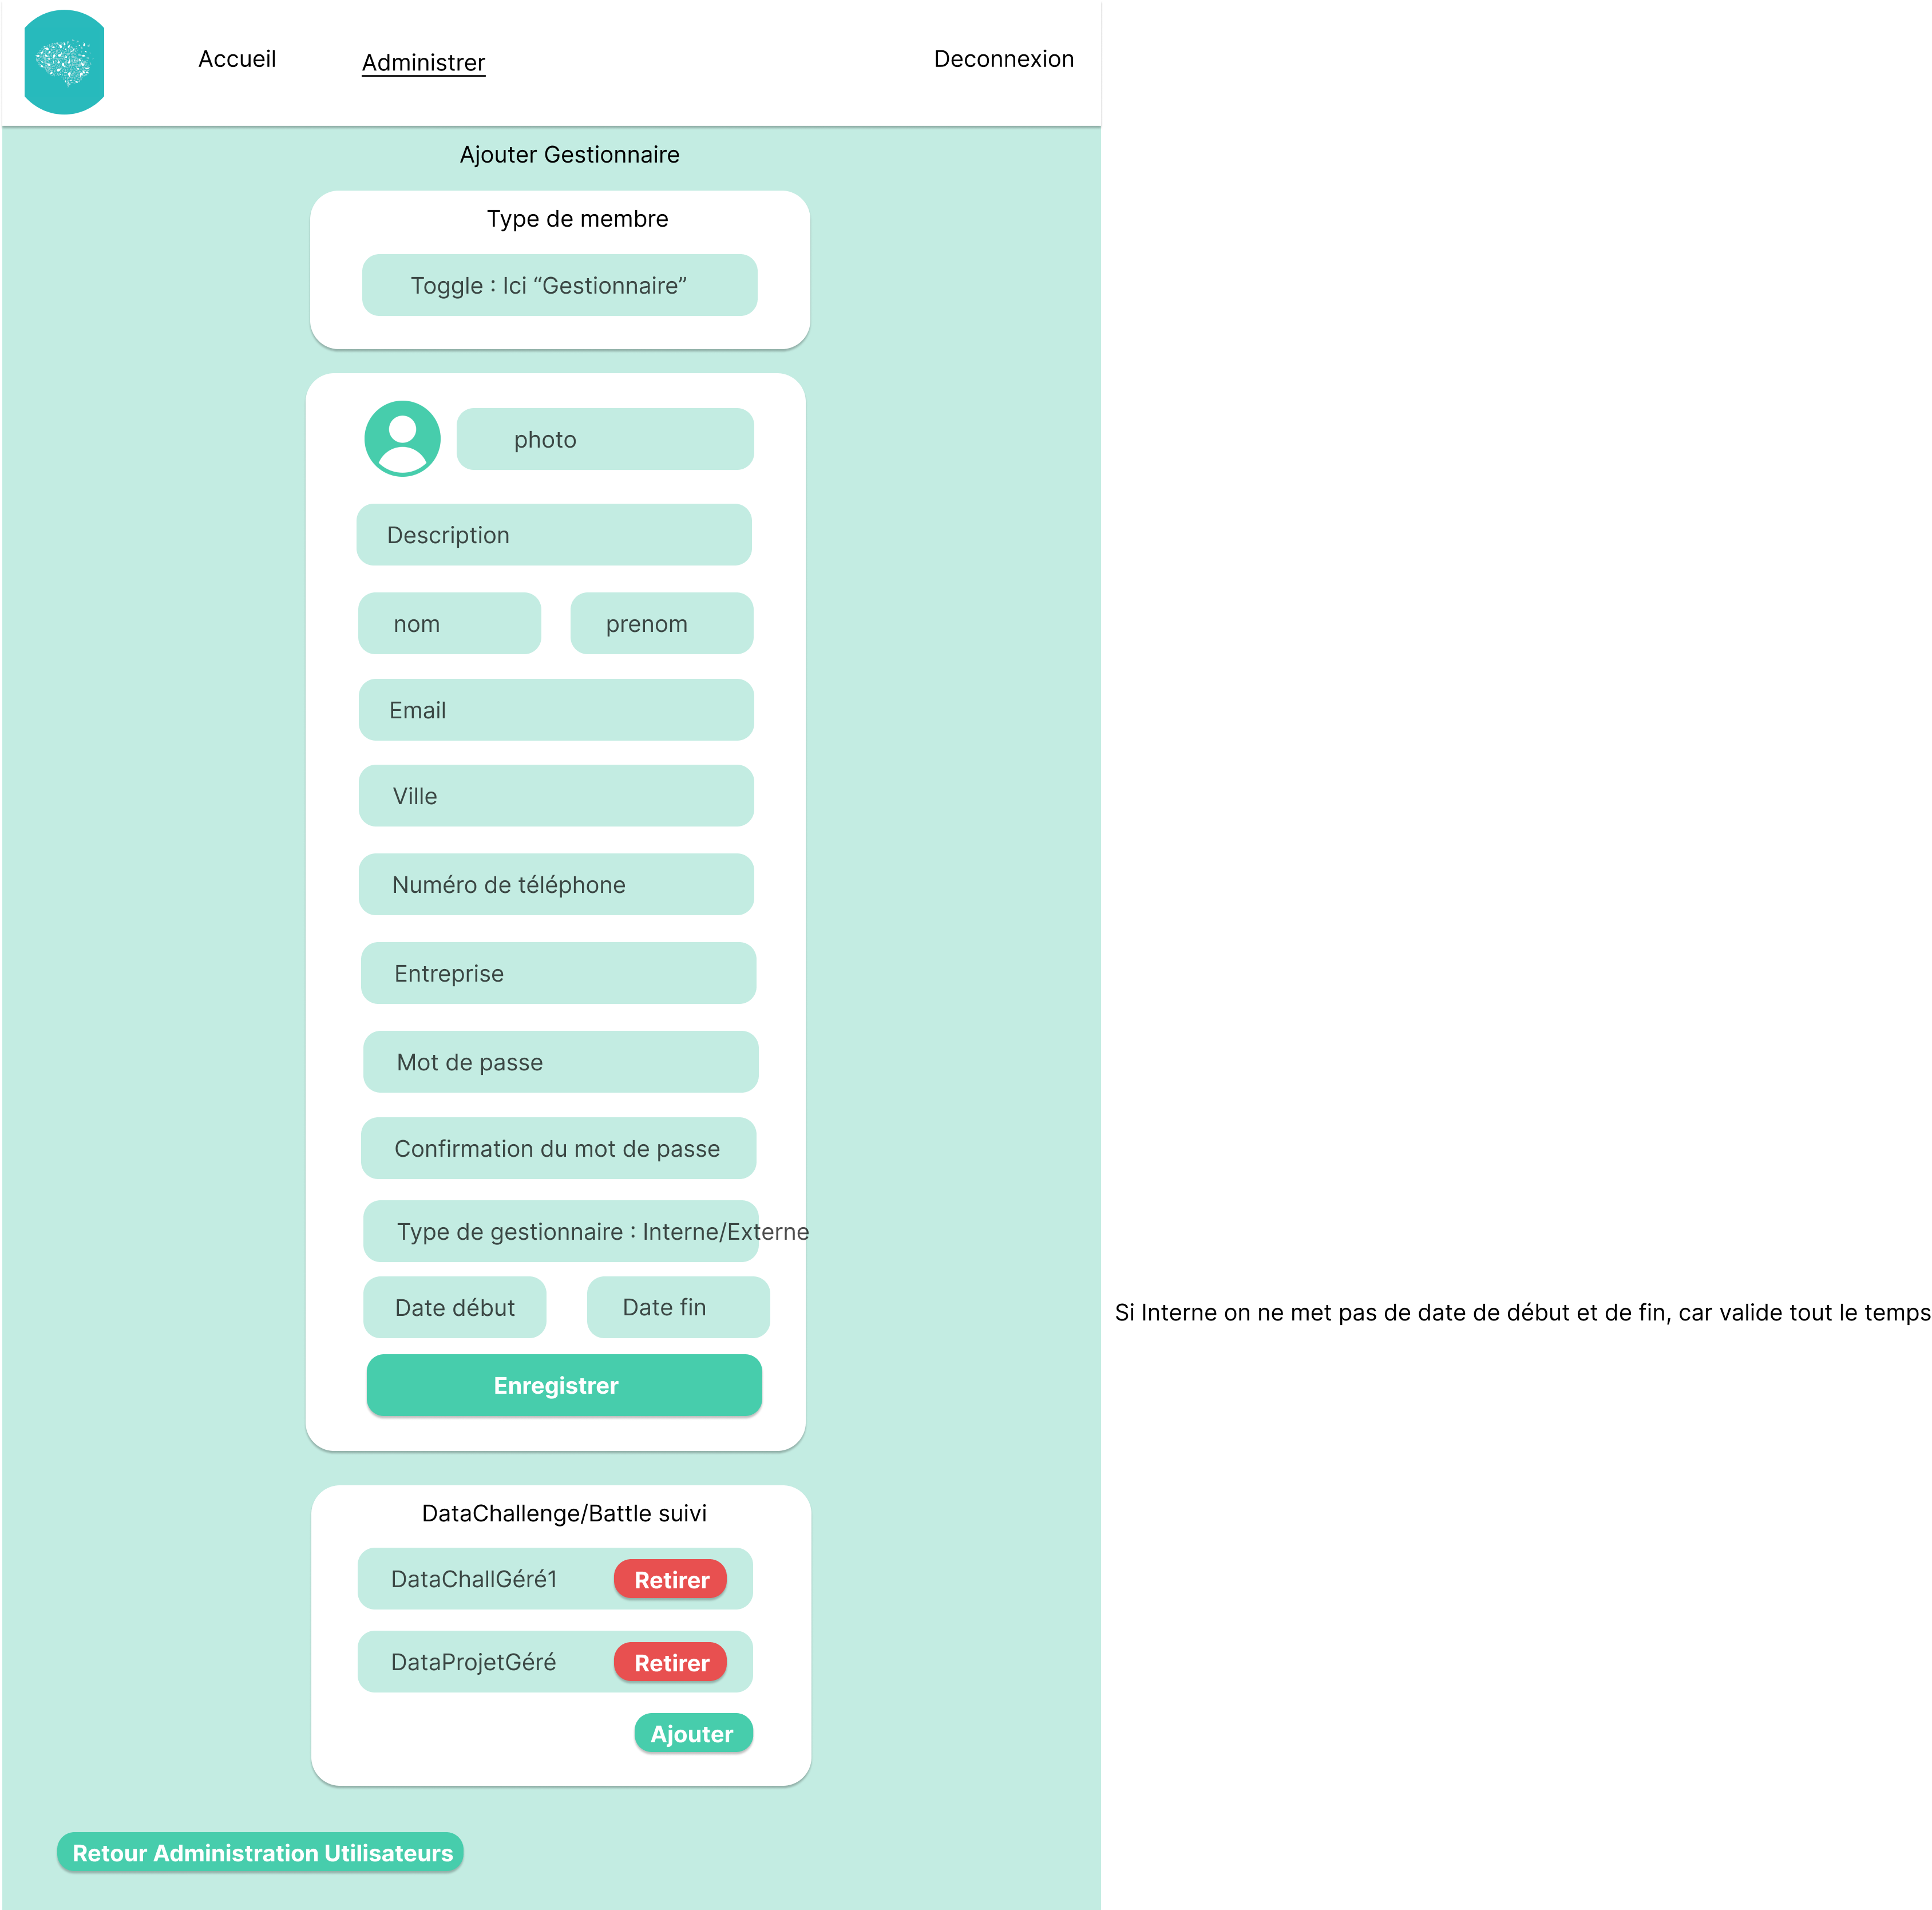 Accueil
Administrer
Deconnexion
Ajouter Gestionnaire
Type de membre
Toggle : Ici “Gestionnaire”
photo
Description
nom
prenom
Email
Ville
Numéro de téléphone
Entreprise
Mot de passe
Confirmation du mot de passe
Type de gestionnaire : Interne/Externe
Date début
Date fin
Si Interne on ne met pas de date de début et de fin, car valide tout le temps
Enregistrer
DataChallenge/Battle suivi
DataChallGéré1
Retirer
DataProjetGéré
Retirer
Ajouter
Retour Administration Utilisateurs